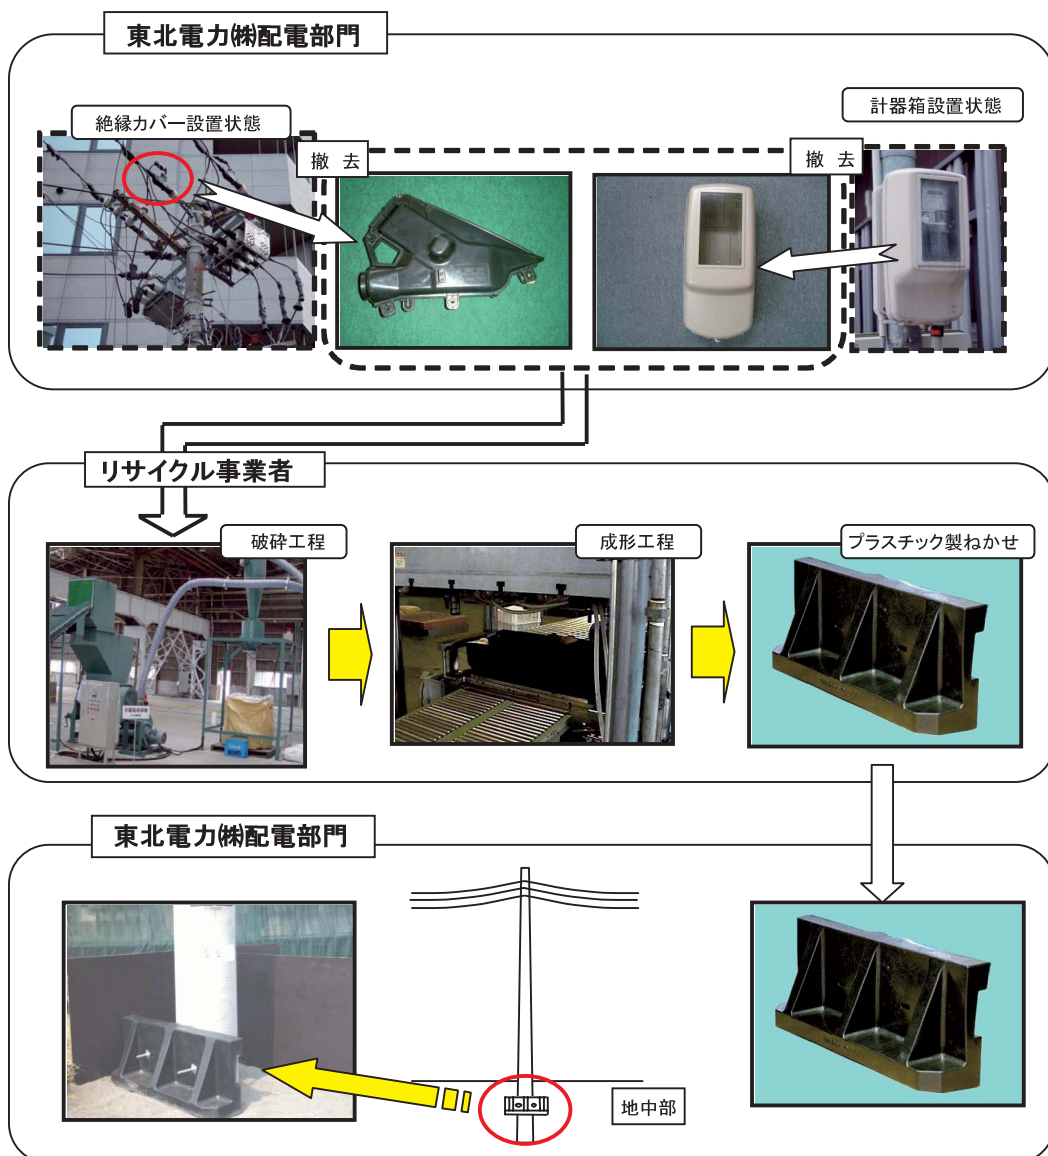 東北電力㈱配電部門
絶縁カバー設置状態
計器箱設置状態
撤 去
撤 去
リサイクル事業者
破砕工程
成形工程
プラスチック製ねかせ
東北電力㈱配電部門
地中部